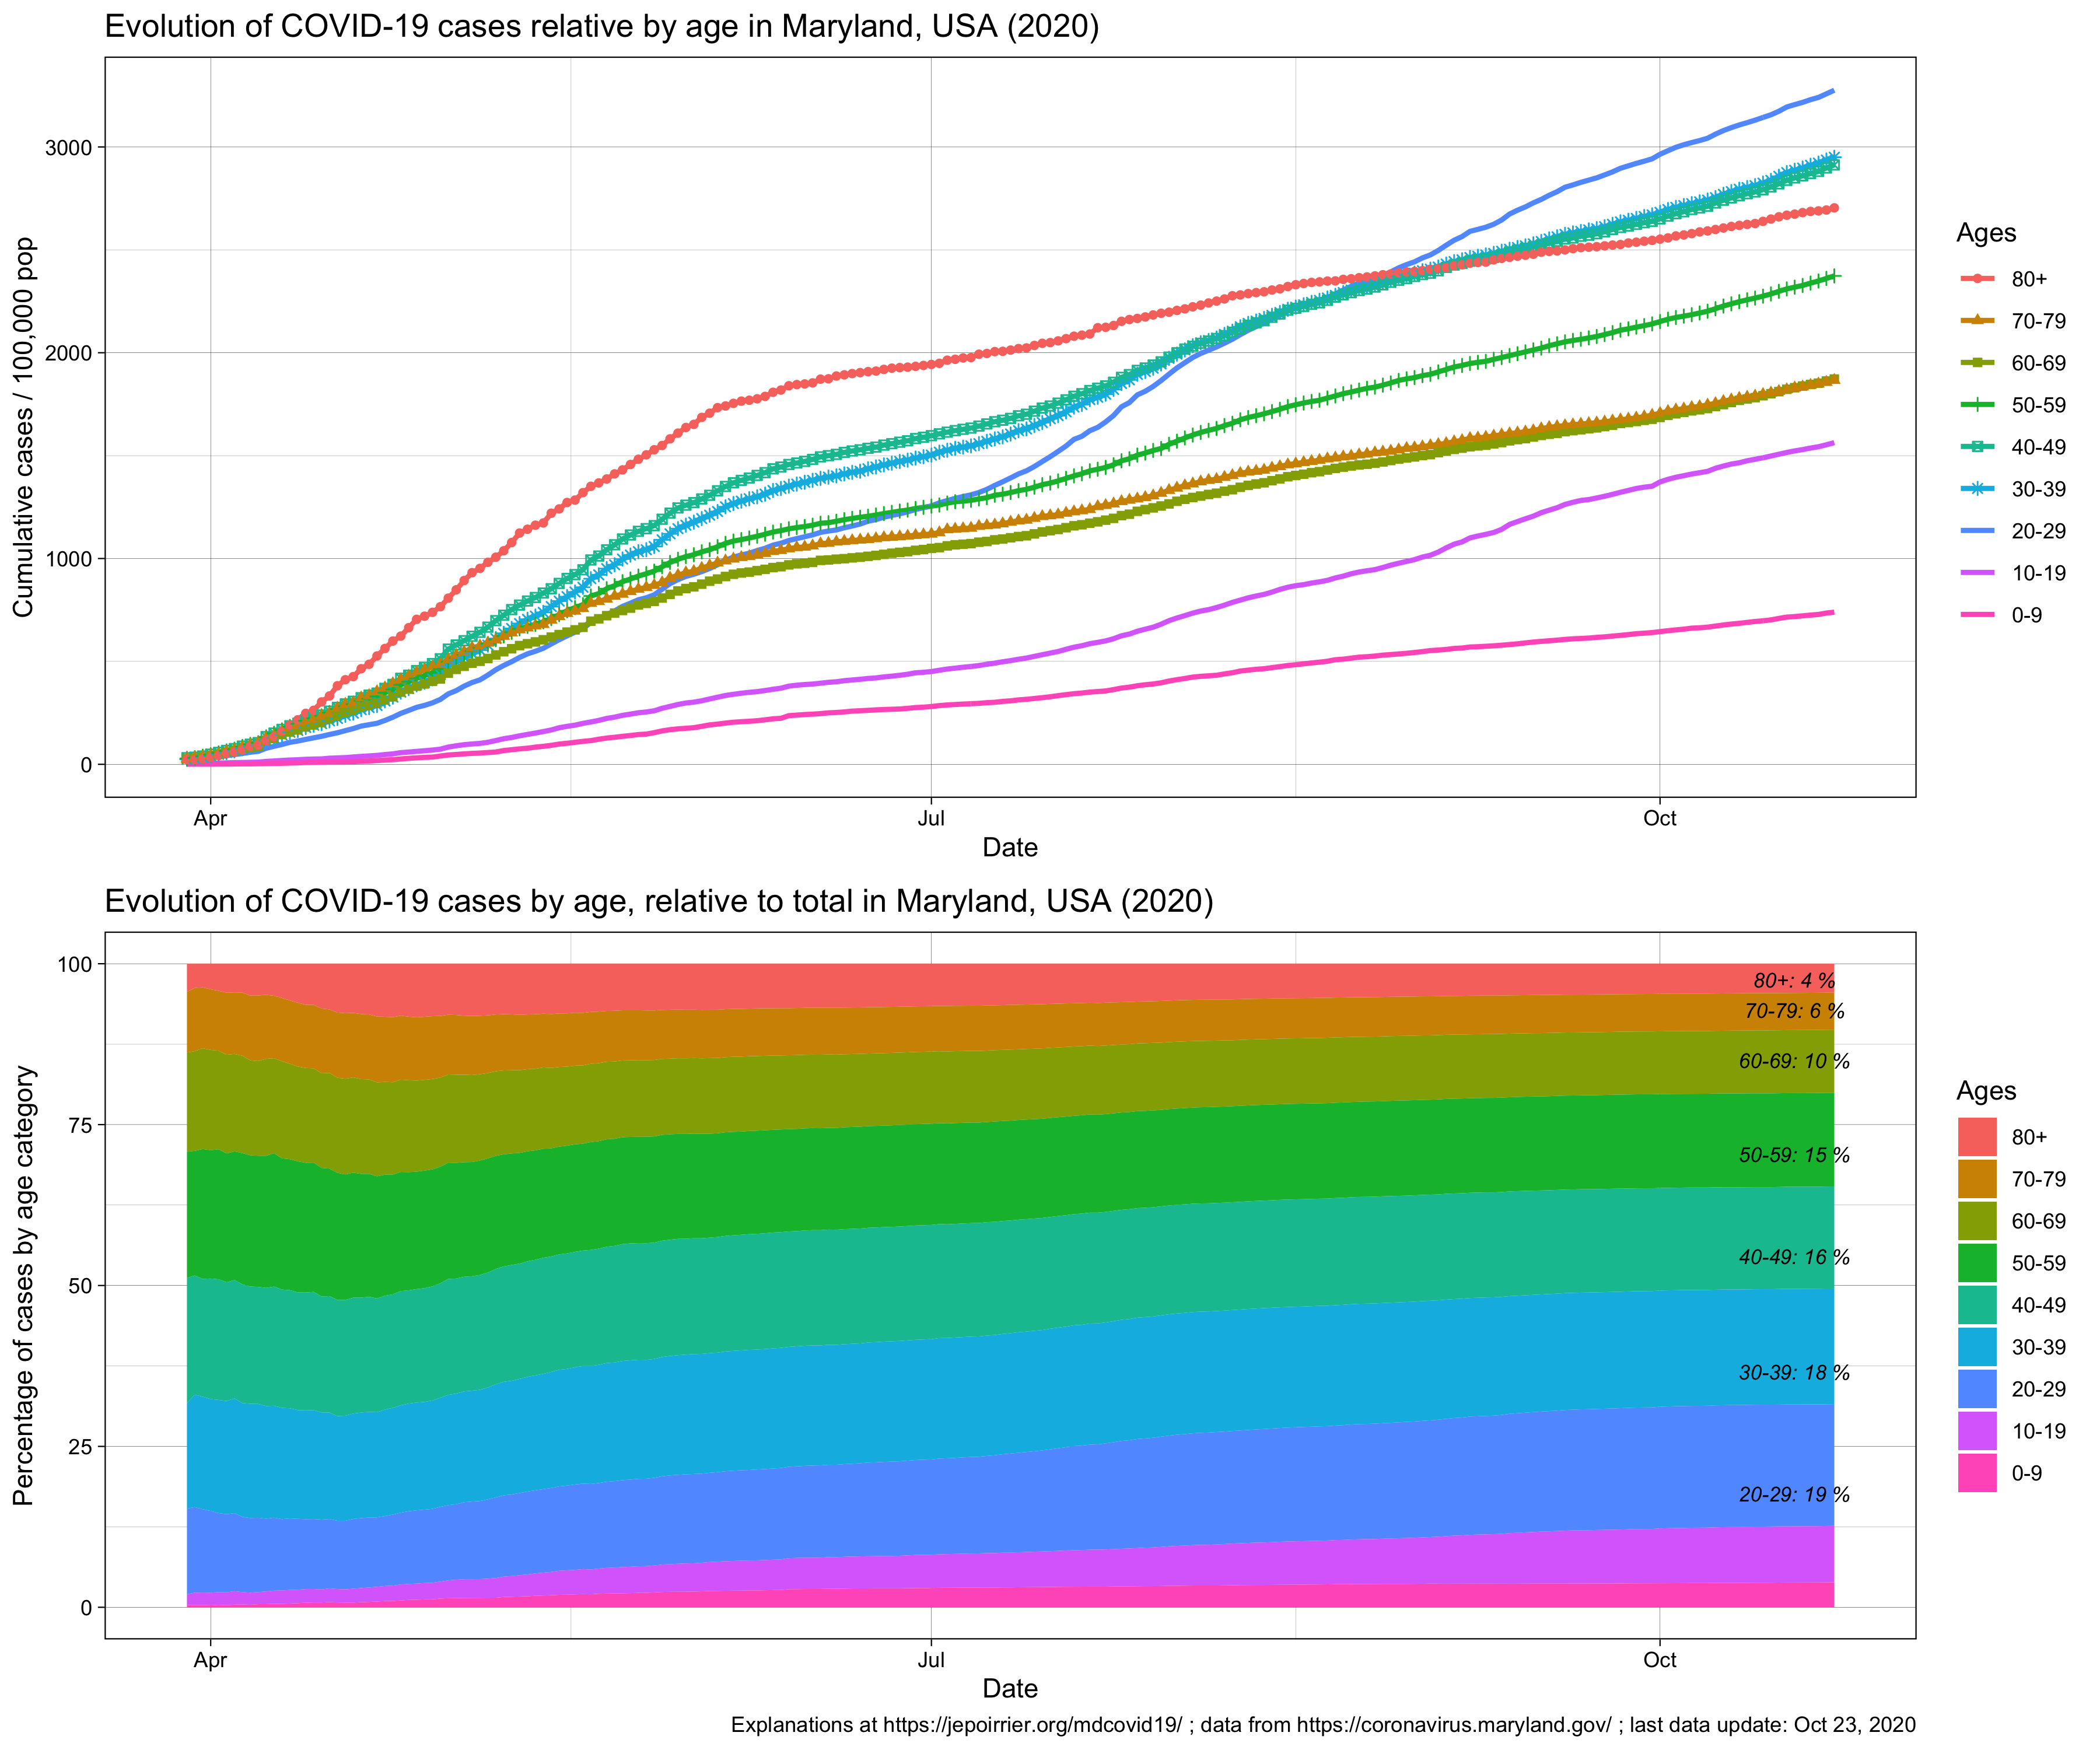 Evolution of COVID-19 cases relative by age in Maryland, USA (2020)
Cumulative cases / 100,000 pop
3000
2000
1000
0
Apr
Jul
Oct
Date
Ages
80+
70-79
60-69
50-59
40-49
30-39
20-29
10-19
0-9
Evolution of COVID-19 cases by age, relative to total in Maryland, USA (2020)
Percentage of cases by age category
100
75
50
25
0
80+: 4 %
70-79: 6 %
60-69: 10 %
50-59: 15 %
40-49: 16 %
30-39: 18 %
20-29: 19 %
Apr
Jul
Oct
Date
Ages
80+
70-79
60-69
50-59
40-49
30-39
20-29
10-19
0-9
Explanations at https://jepoirrier.org/mdcovid19/ ; data from https://coronavirus.maryland.gov/ ; last data update: Oct 23, 2020